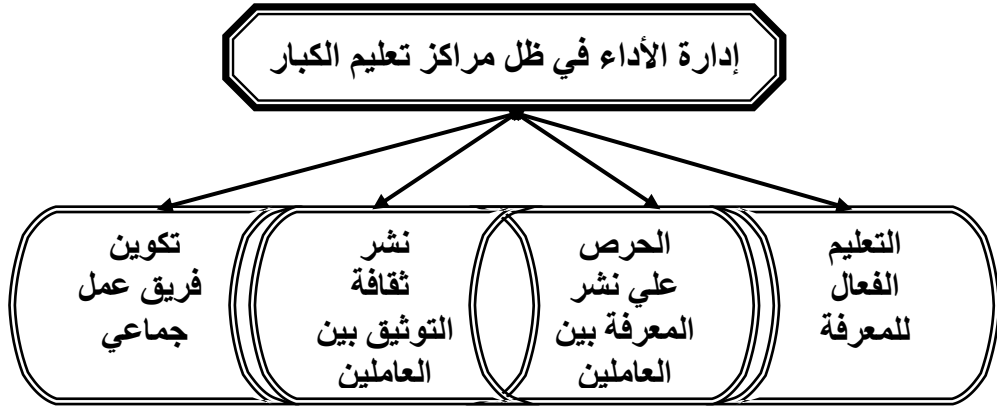 إدارة الأداء في ظل مراكز تعليم الكبار
التعليم
الفعال
للمعرفة
الحرص
علي نشر
المعرفة بين
العاملين
نشر
ثقافة
التوثيق بين
العاملين
تكوين
فريق عمل
جماعي